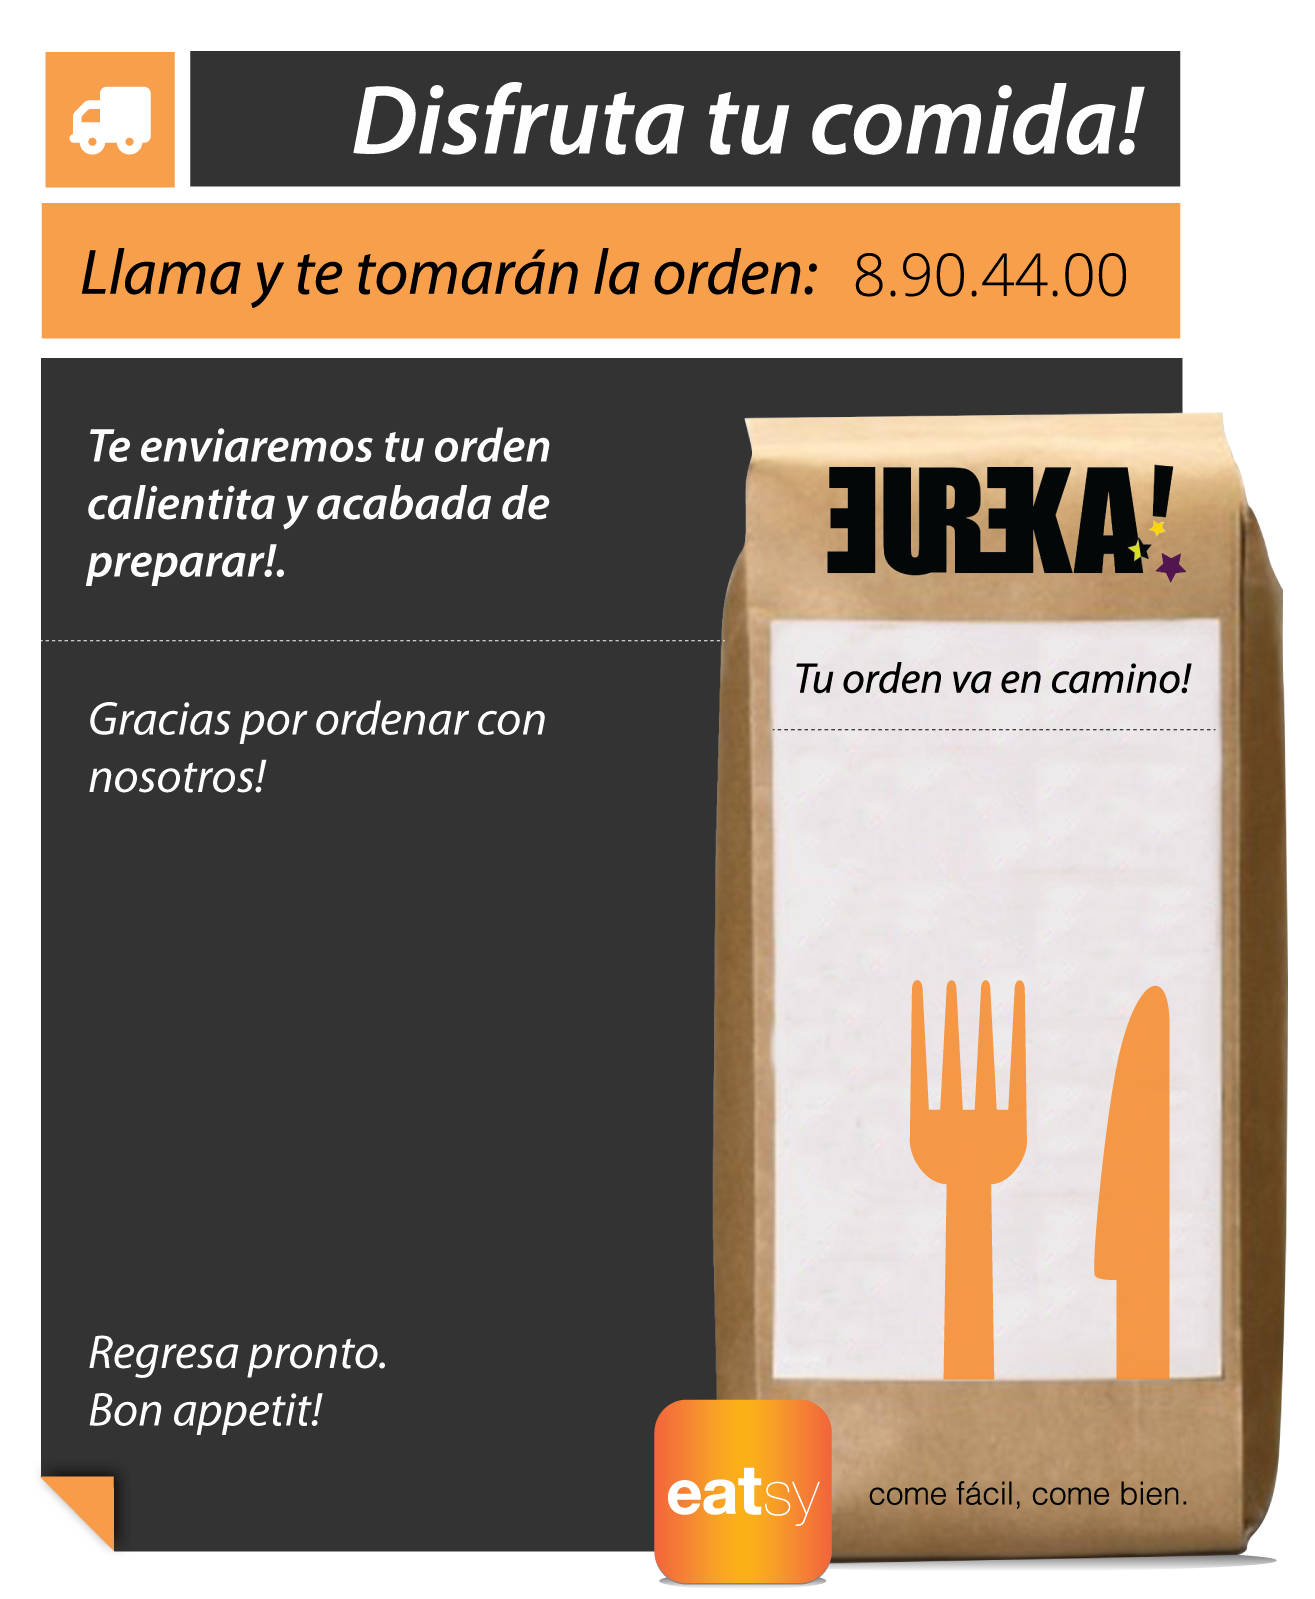 Disfruta tu comida!
Llama y te tomarán la orden: 8.90.44.00
Te enviaremos tu orden
calientita y acabada de
preparar!.
EUREKA!
Tu orden va en camino!
Gracias por ordenar con
nosotros!
Regresa pronto.
Bon appetit!
eatsy
come fácil, come bien.